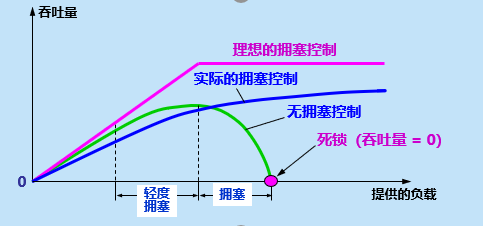 吞吐量
理想的拥塞控制
实际的拥塞控制
无拥塞控制
死锁（吞吐量 = 0）
0
轻度
拥塞
拥塞
提供的负载